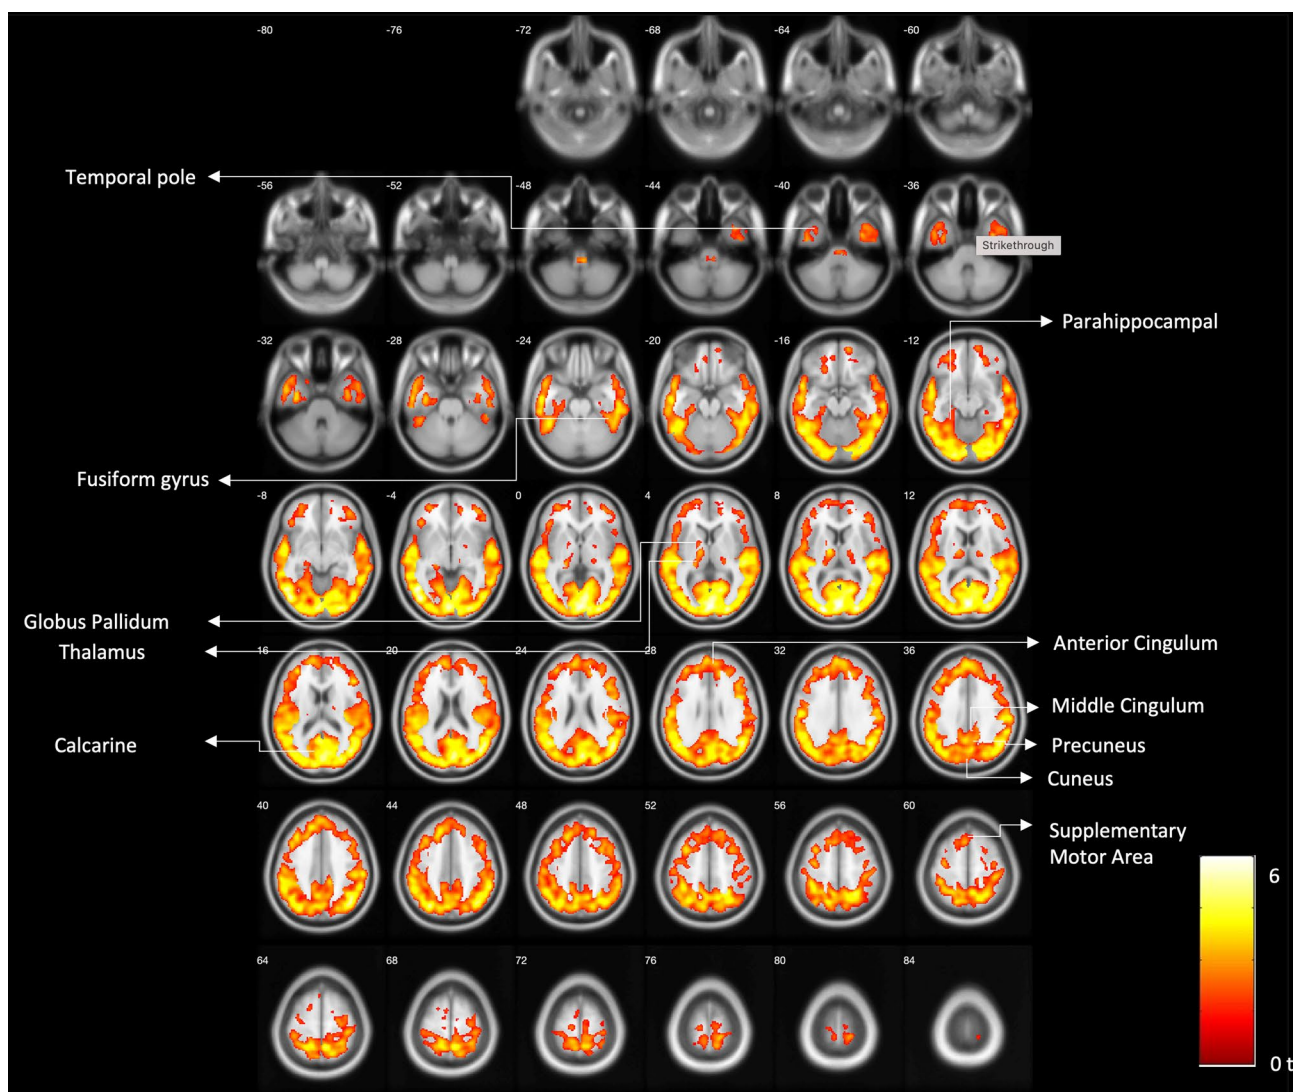 -80 -76 -72 -68 -64 -60
Temporal pole
-56 -52 -48 -44 -40 -36
Strikethrough
Parahippocampal
-32 -28 -24 -20 -16 -12
Fusiform gyrus
-8 -4 0 4 8 12
Globus Pallidum
Thalamus
Anterior Cingulum
16 20 24 28 32 36
Middle Cingulum
Calcarine
Precuneus
Cuneus
40 44 48 52 56 60
Supplementary
Motor Area
6
64 68 72 76 80 84
0 t